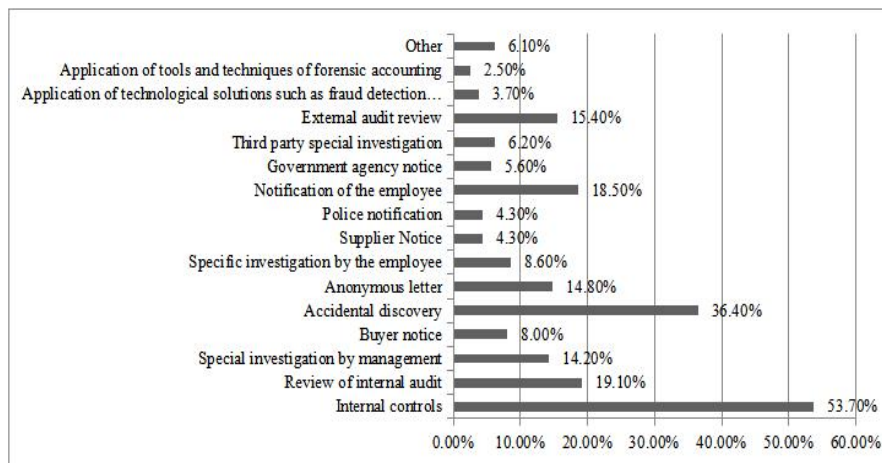 Other 6.10%
Application of tools and techniques of forensic accounting 2.50%
Application of technological solutions such as fraud detection… 3.70%
External audit review 15.40%
Third party special investigation 6.20%
Government agency notice 5.60%
Notification of the employee 18.50%
Police notification 4.30%
Supplier Notice 4.30%
Specific investigation by the employee 8.60%
Anonymous letter 14.80%
Accidental discovery 36.40%
Buyer notice 8.00%
Special investigation by management 14.20%
Review of internal audit 19.10%
Internal controls 53.70%
0.00% 10.00% 20.00% 30.00% 40.00% 50.00% 60.00%